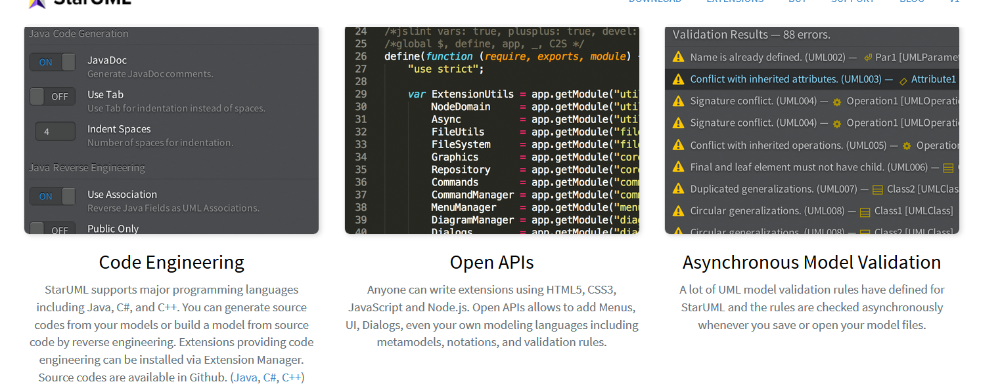 StarUML
DOWNLOAD EXTENSIONS BUY SUPPORT BLOG V1
Java Code Generation
ON
JavaDoc
Generate JavaDoc comments.
OFF
Use Tab
Use Tab for indentation instead of spaces.
4
Indent Spaces
Number of spaces for indentation.
Java Reverse Engineering
ON
Use Association
Reverse Java Fields as UML Associations.
OFF
Public Only
24 /*jslint vars: true, plusplus: true, devel:
25 /*global $, define, app, _, C2S */
26 define(function (require, exports, module) {
27 "use strict";
28
29 var ExtensionUtils = app.getModule("uti
30 NodeDomain = app.getModule("uti
31 Async = app.getModule("uti
32 FileUtils = app.getModule("fil
33 FileSystem = app.getModule("file
34 Graphics = app.getModule("core
35 Repository = app.getModule("core
36 Commands = app.getModule("comm
37 CommandManager = app.getModule("comm
38 MenuManager = app.getModule("menu
39 DiagramManager = app.getModule("diag
40 Dialogs = app.getModule("dia
Validation Results — 88 errors.
Name is already defined. (UML002) — Par1 [UMLParamet
Conflict with inherited attributes. (UML003) — Attribute1
Signature conflict. (UML004) — Operation1 [UMLOperati
Signature conflict. (UML004) — Operation1 [UMLOperati
Conflict with inherited operations. (UML005) — Operation
Final and leaf element must not have child. (UML006) —
Duplicated generalizations. (UML007) — Class2 [UMLClas
Circular generalizations. (UML008) — Class1 [UMLClass]
Circular generalizations. (UML008) — Class2 [UMLClass]
Code Engineering
StarUML supports major programming languages
including Java, C#, and C++. You can generate source
codes from your models or build a model from source
code by reverse engineering. Extensions providing code
engineering can be installed via Extension Manager.
Source codes are available in Github. (Java, C#, C++)
Open APIs
Anyone can write extensions using HTML5, CSS3,
JavaScript and Node.js. Open APIs allows to add Menus,
UI, Dialogs, even your own modeling languages including
metamodels, notations, and validation rules.
Asynchronous Model Validation
A lot of UML model validation rules have defined for
StarUML and the rules are checked asynchronously
whenever you save or open your model files.